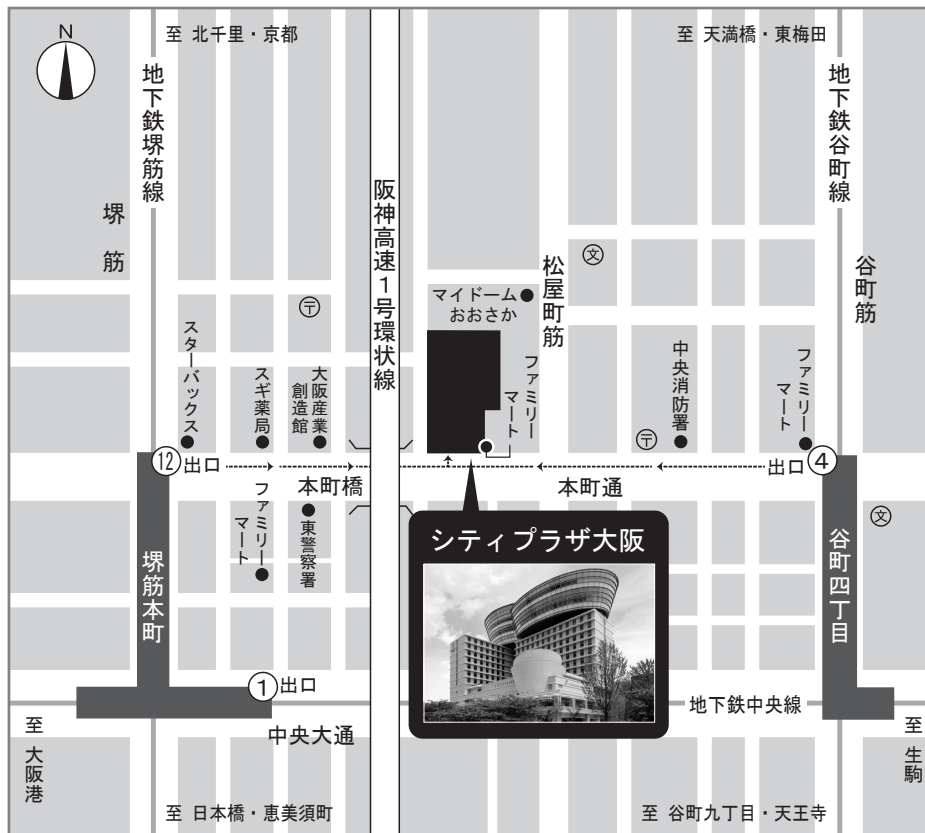 N
至 北千里・京都
至 天満橋・東梅田
地下鉄堺筋線
地下鉄谷町線
堺筋
阪神高速1号環状線
松屋町筋
谷町筋
文
〒
マイドーム
おおさか
スターバックス
スギ薬局
大阪産業
創造館
ファミリー
マート
中央消防署
ファミリー
マート
〒
⑫出口
出口④
本町橋
本町通
ファミリー
マート
東警察署
文
シティプラザ大阪
堺筋本町
谷町四丁目
①出口
地下鉄中央線
中央大通
至 大阪港
至 生駒
至 日本橋・恵美須町
至 谷町九丁目・天王寺